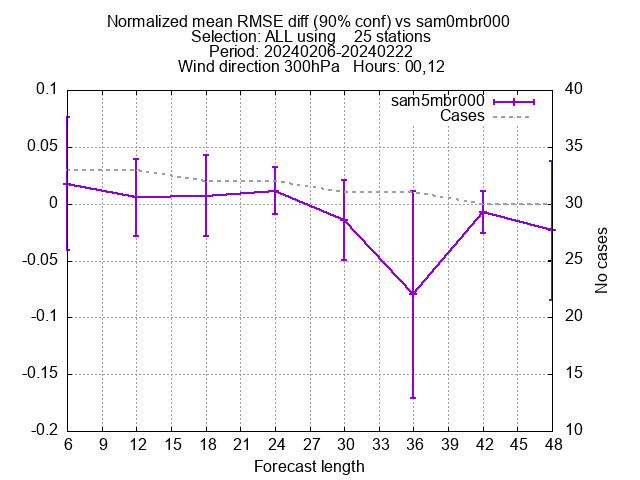 Normalized mean RMSE diff (90% conf) vs sam0mbr000
Selection: ALL using    25 stations
Period: 20240206-20240222
Wind direction 300hPa   Hours: 00,12
sam5mbr000
Cases
0.1
0.05
0
-0.05
-0.1
-0.15
-0.2
40
35
30
25
20
15
10
No cases
6 9 12 15 18 21 24 27 30 33 36 39 42 45 48
Forecast length